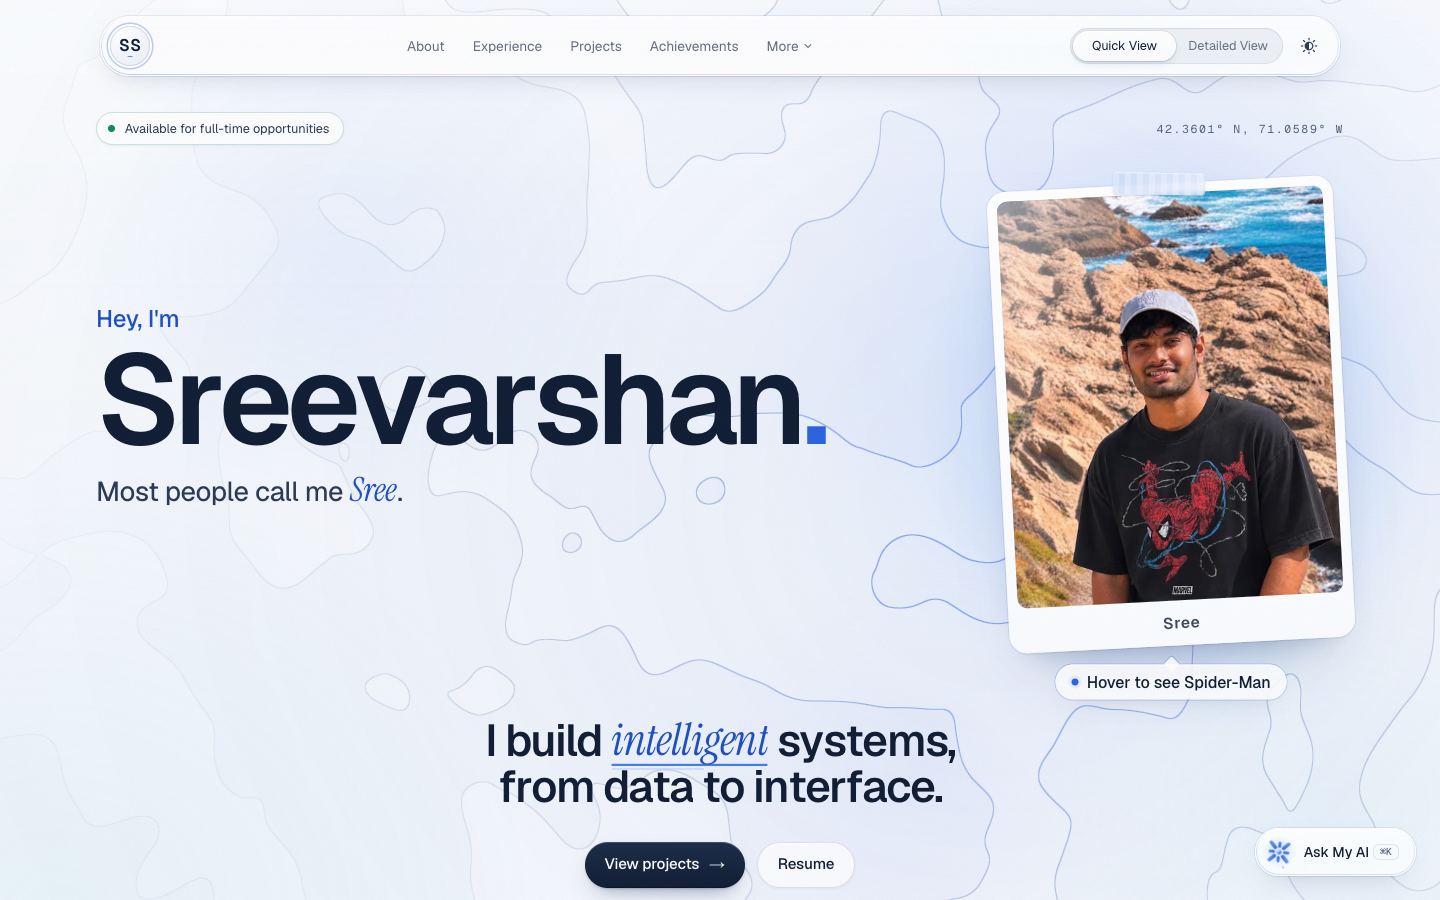 SS
About
Experience
Projects
Achievements
More
Quick View
Detailed View
Available for full-time opportunities
42.3601° N, 71.0589° W
Hey, I'm
Sreevarshan.
Most people call me Sree.
MARVEL
Sree
Hover to see Spider-Man
I build intelligent systems,
from data to interface.
View projects →
Resume
Ask My AI ⌘K